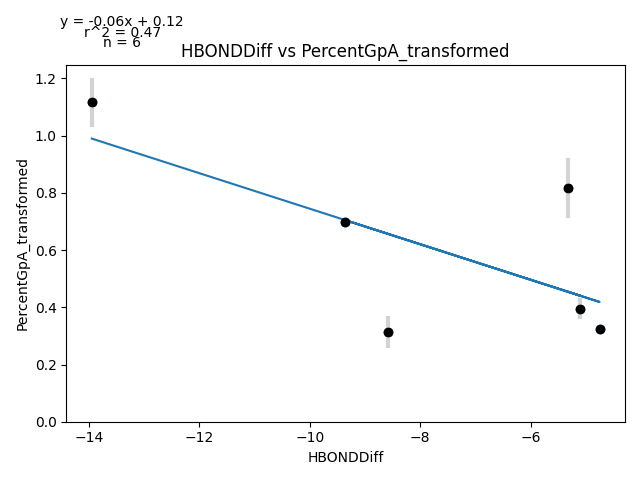 y = -0.06x + 0.12
r^2 = 0.47
n = 6
HBONDDiff vs PercentGpA_transformed
PercentGpA_transformed
1.2
1.0
0.8
0.6
0.4
0.2
0.0
−14
−12
−10
−8
−6
HBONDDiff